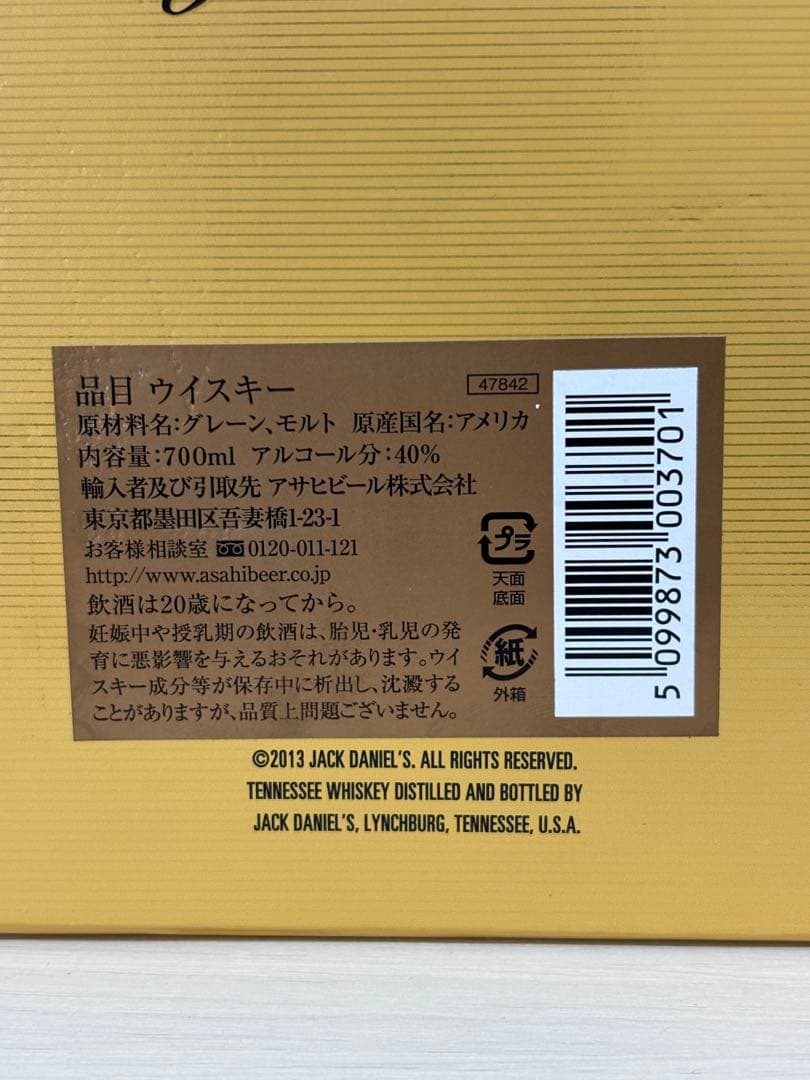 品目 ウイスキー
47842
原材料名:グレーン、モルト 原産国名:アメリカ
内容量:700ml アルコール分:40%
輸入者及び引取先 アサヒビール株式会社
東京都墨田区吾妻橋1-23-1
お客様相談室 0120-011-121
http://www.asahibeer.co.jp
飲酒は20歳になってから。
妊娠中や授乳期の飲酒は、胎児・乳児の発
育に悪影響を与えるおそれがあります。ウイ
スキー成分等が保存中に析出し、沈澱する
ことがありますが、品質上問題ございません。
プラ
天面
底面
紙
外箱
5 099873 003701
©2013 JACK DANIEL'S. ALL RIGHTS RESERVED.
TENNESSEE WHISKEY DISTILLED AND BOTTLED BY
JACK DANIEL'S, LYNCHBURG, TENNESSEE, U.S.A.